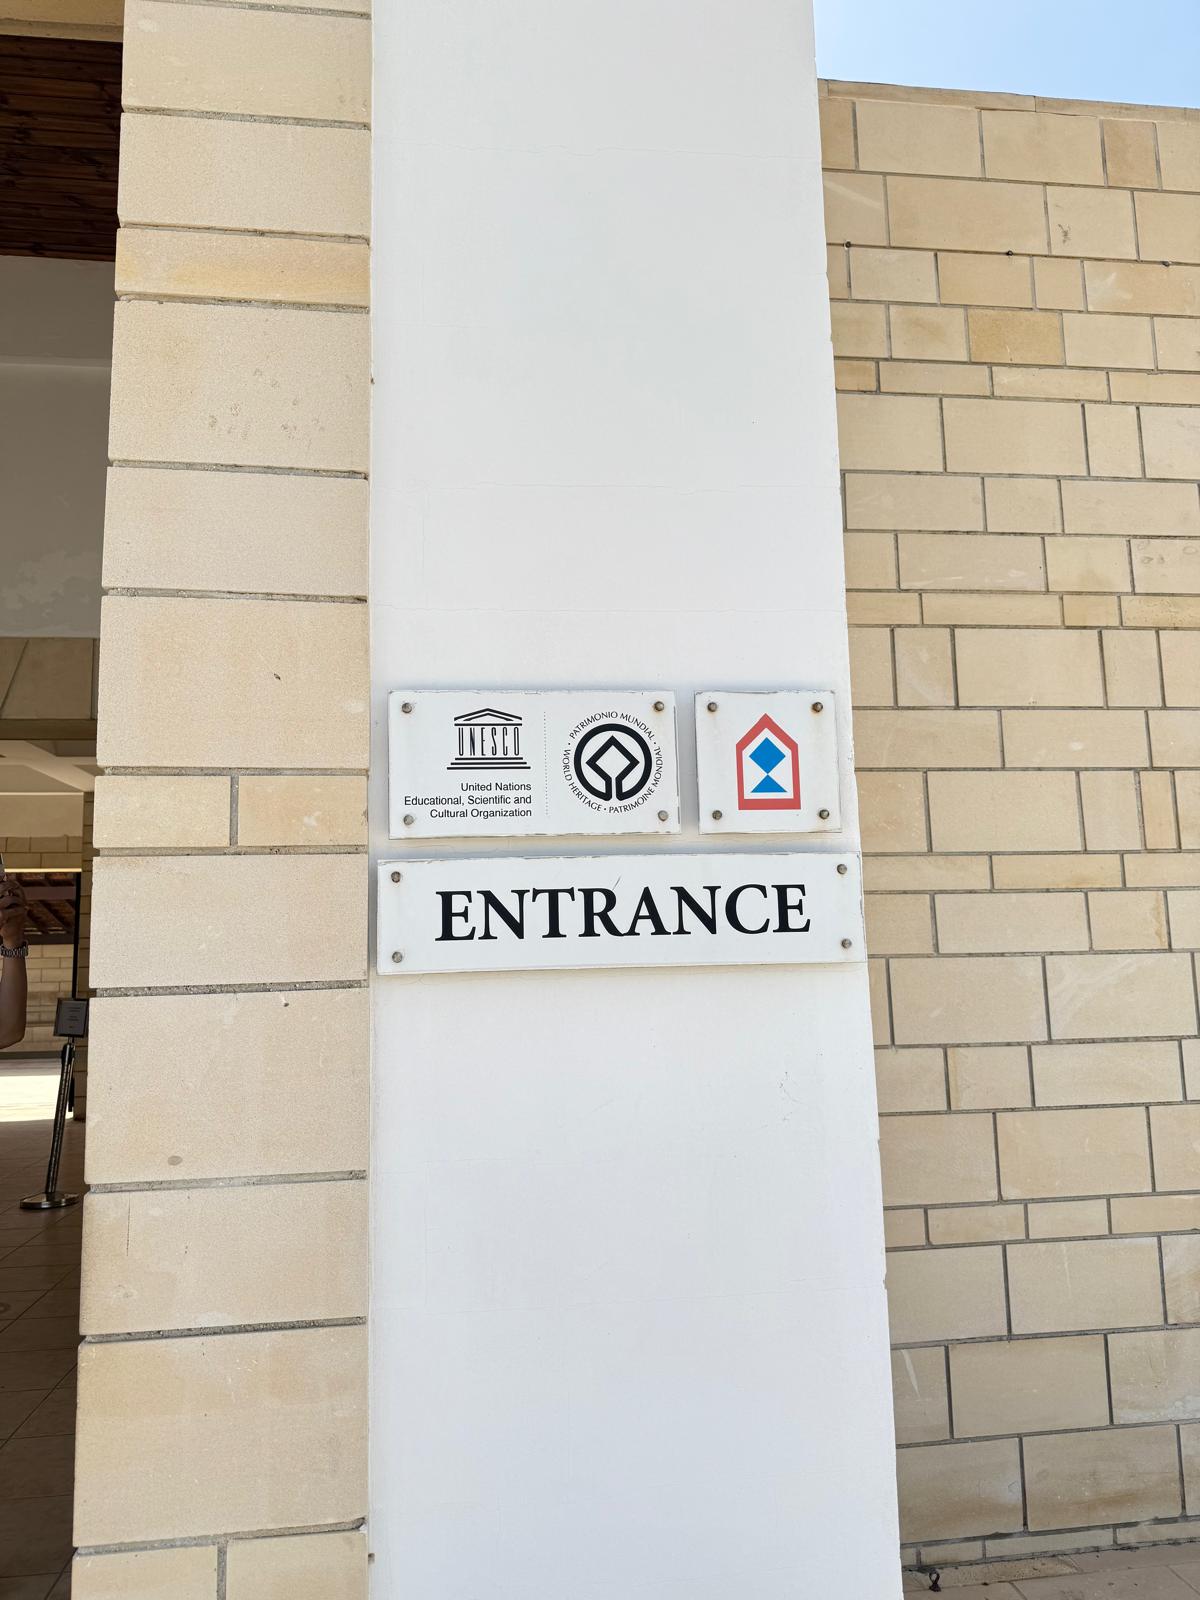 UNESCO
United Nations
Educational, Scientific and
Cultural Organization
PATRIMONIO MUNDIAL • WORLD HERITAGE • PATRIMOINE MONDIAL •
ENTRANCE